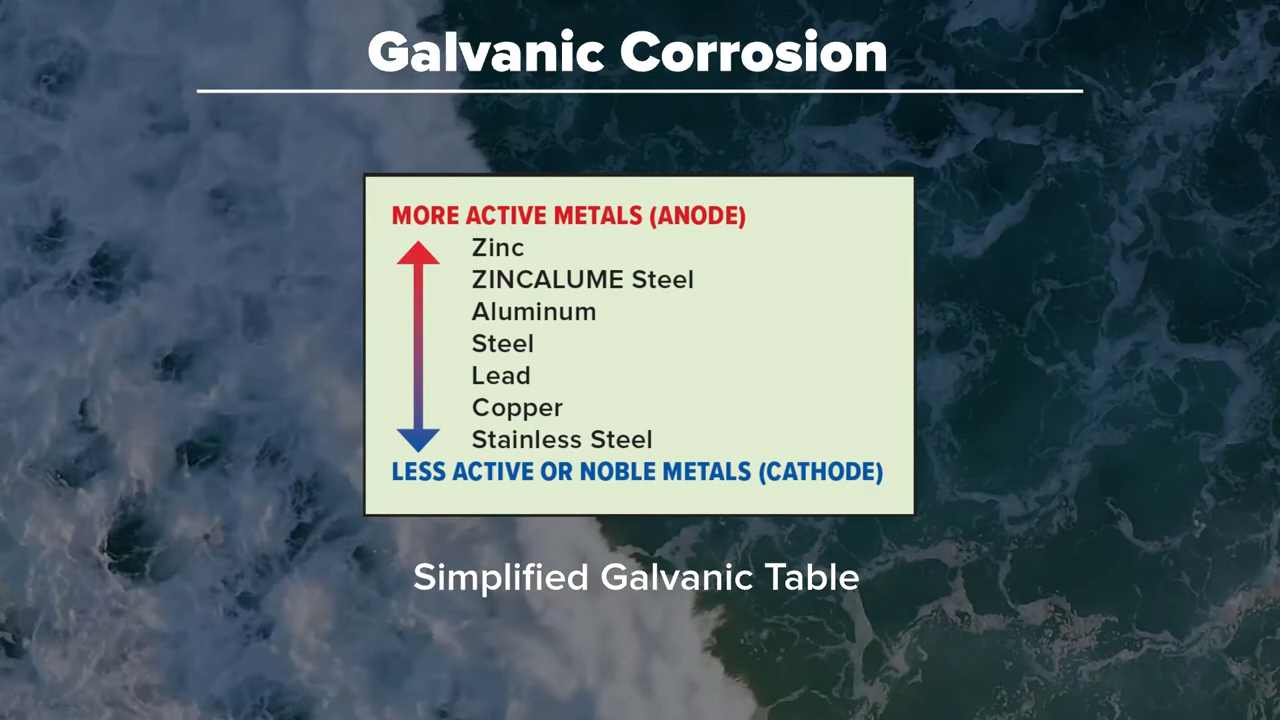 Galvanic Corrosion
MORE ACTIVE METALS (ANODE)
Zinc
ZINCALUME Steel
Aluminum
Steel
Lead
Copper
Stainless Steel
LESS ACTIVE OR NOBLE METALS (CATHODE)
Simplified Galvanic Table